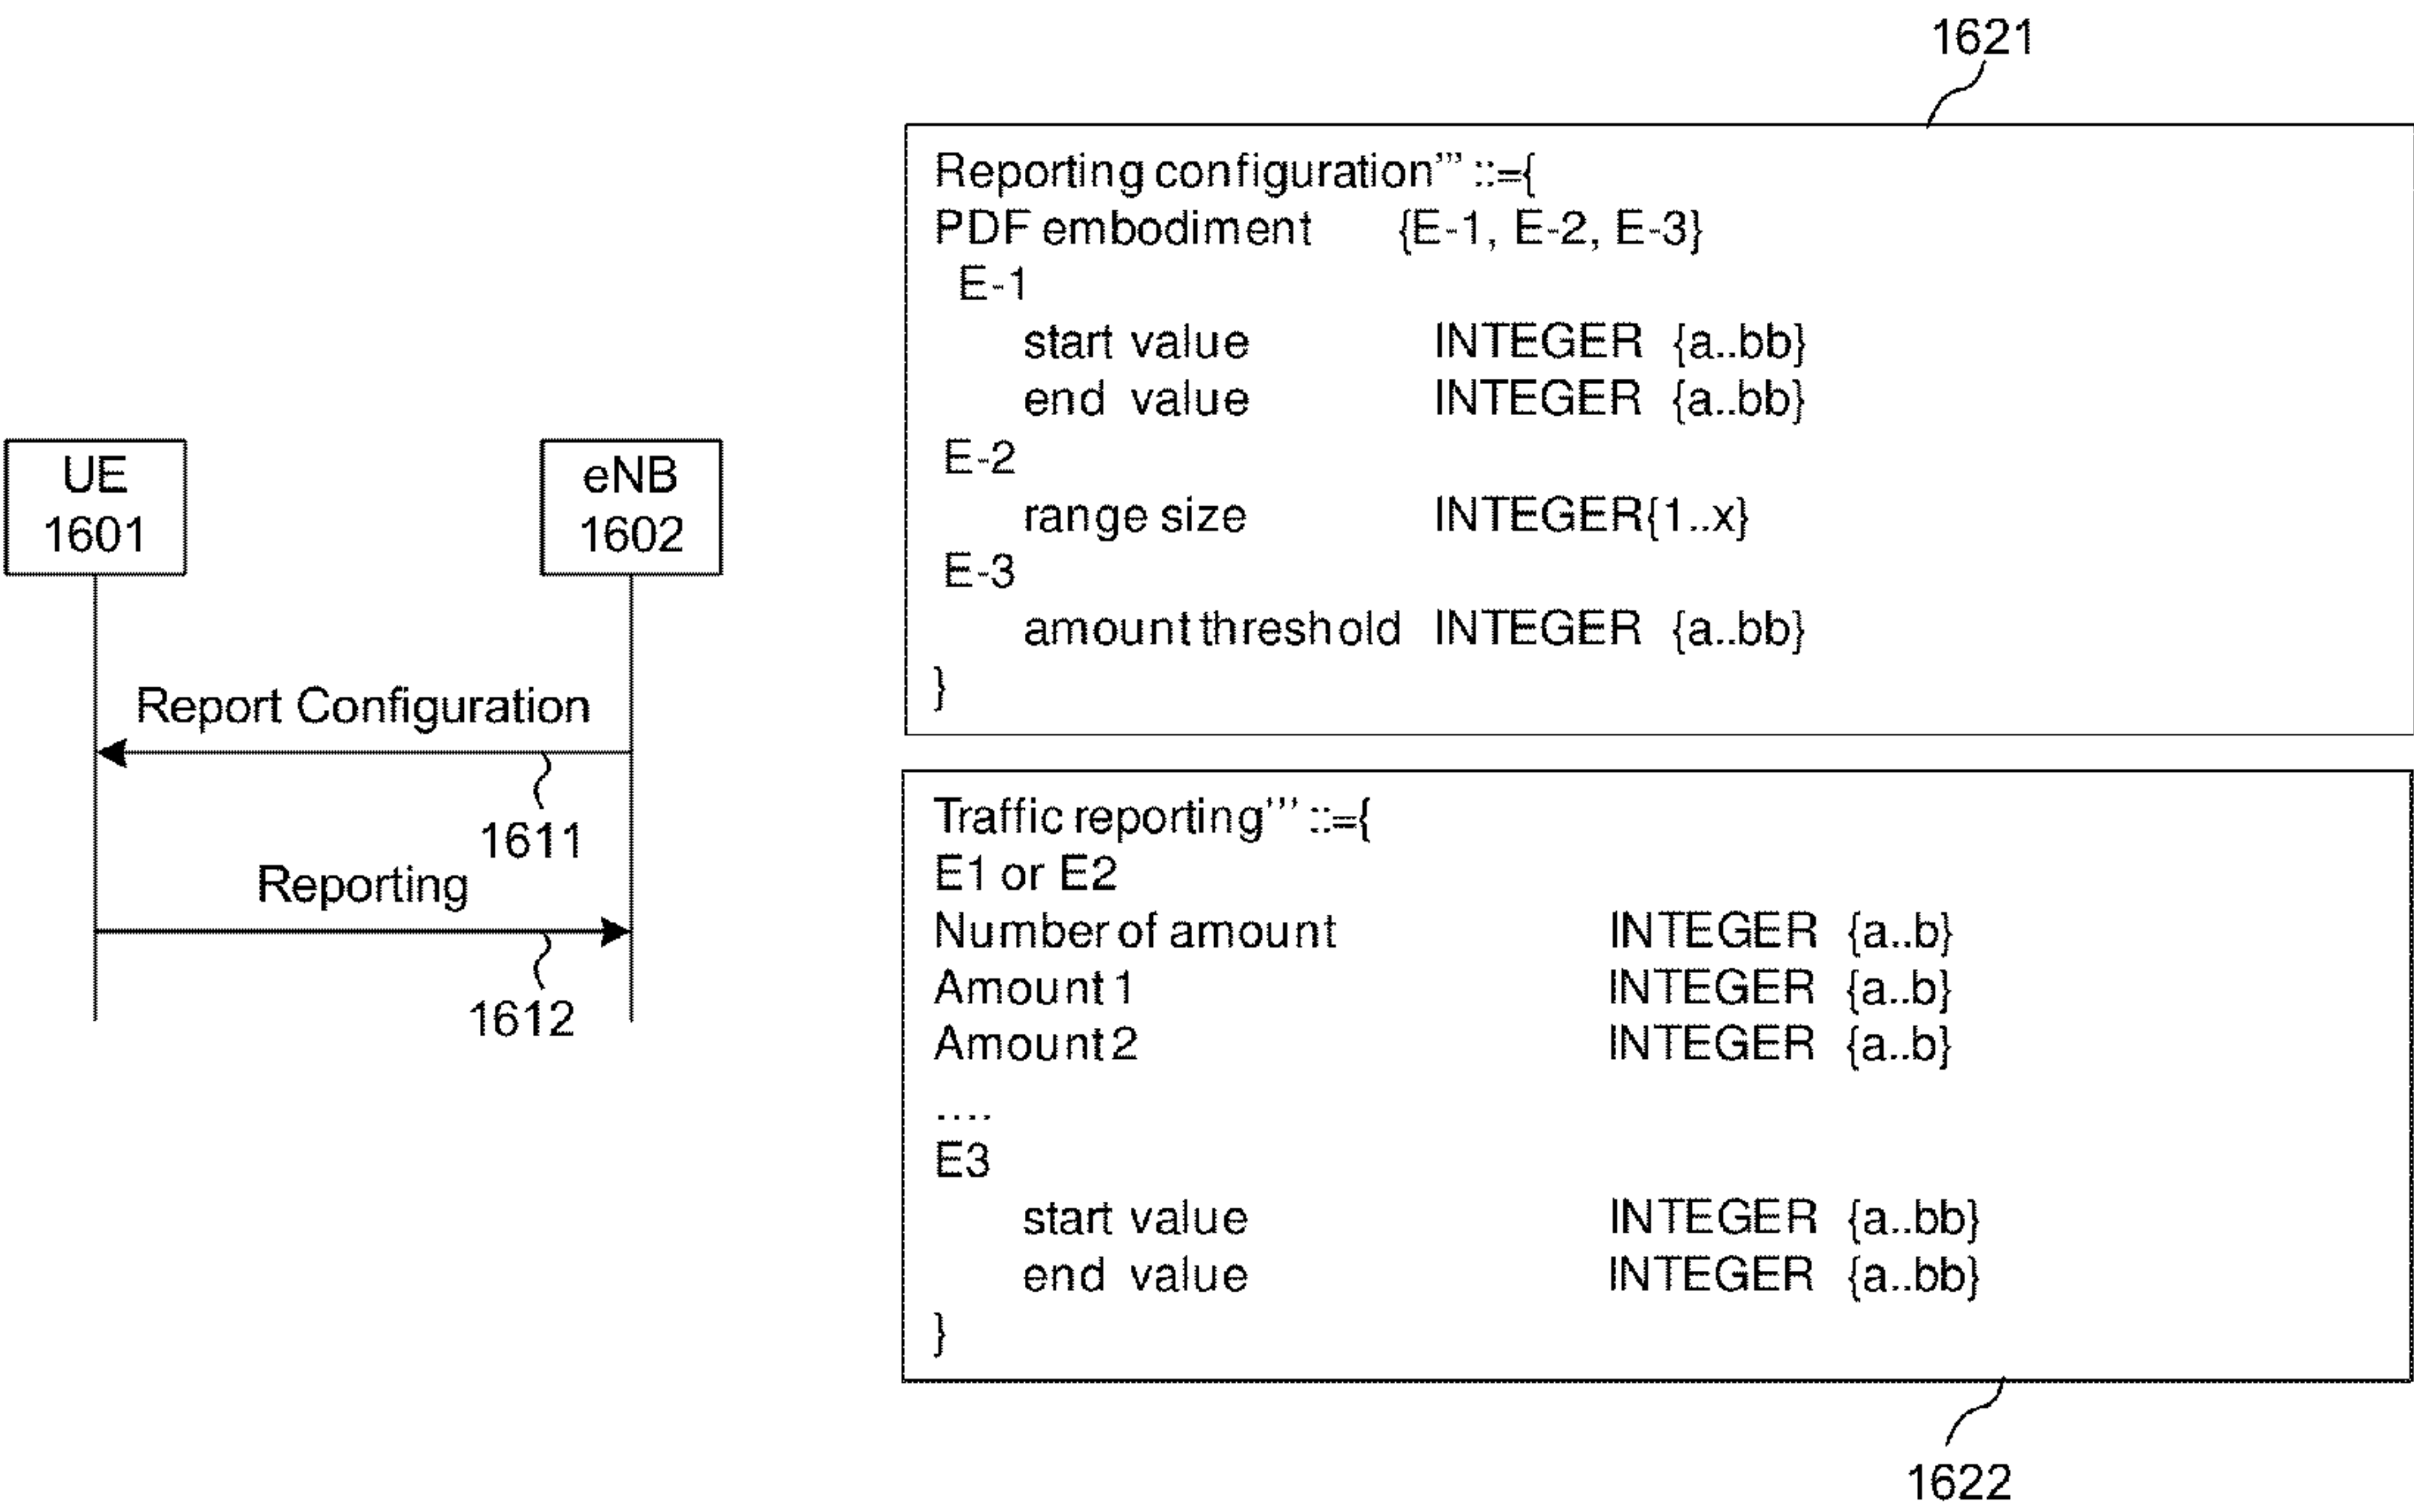 1621
Reporting configuration''' ::={
PDF embodiment {E-1, E-2, E-3}
E-1
start value INTEGER {a..bb}
end value INTEGER {a..bb}
E-2
range size INTEGER{1..x}
E-3
amount threshold INTEGER {a..bb}
}
UE
1601
eNB
1602
Report Configuration
1611
Reporting
1612
Traffic reporting''' ::={
E1 or E2
Number of amount INTEGER {a..b}
Amount 1 INTEGER {a..b}
Amount 2 INTEGER {a..b}
....
E3
start value INTEGER {a..bb}
end value INTEGER {a..bb}
}
1622